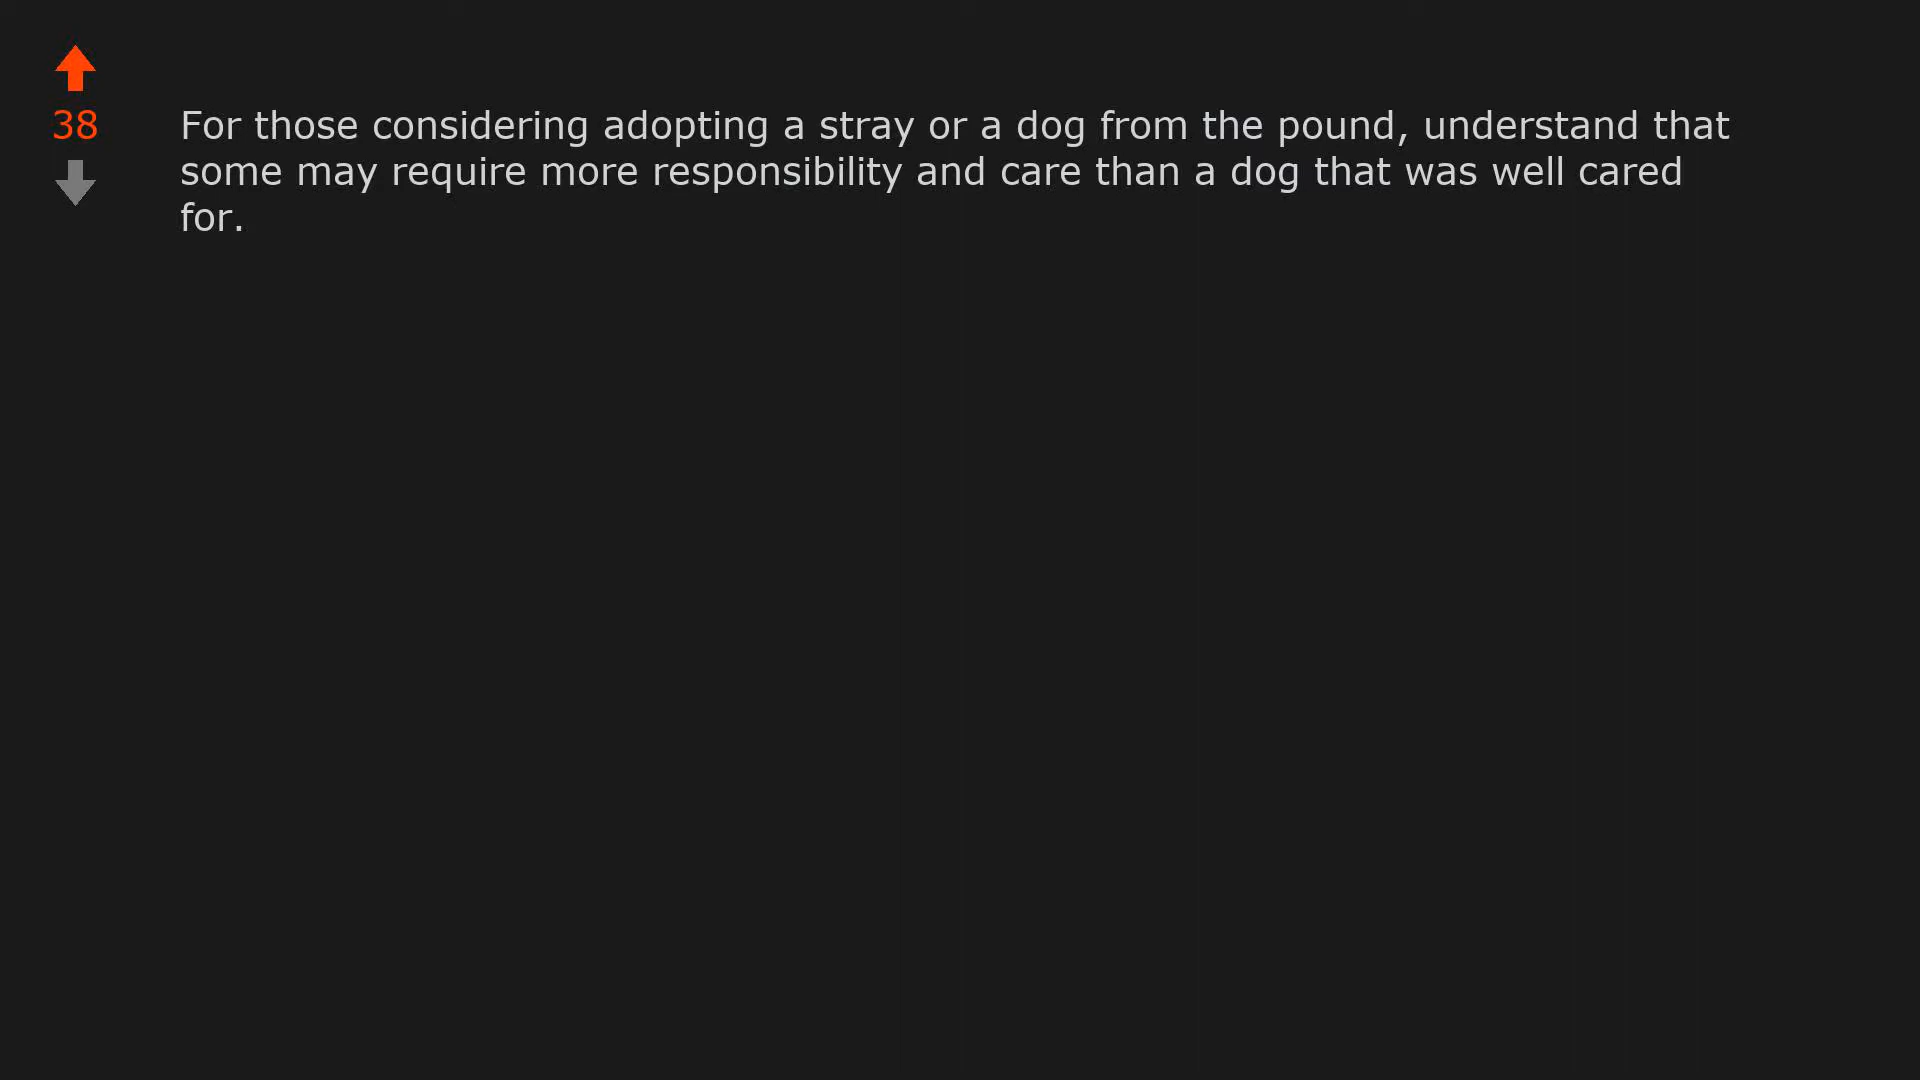 38
For those considering adopting a stray or a dog from the pound, understand that
some may require more responsibility and care than a dog that was well cared
for.